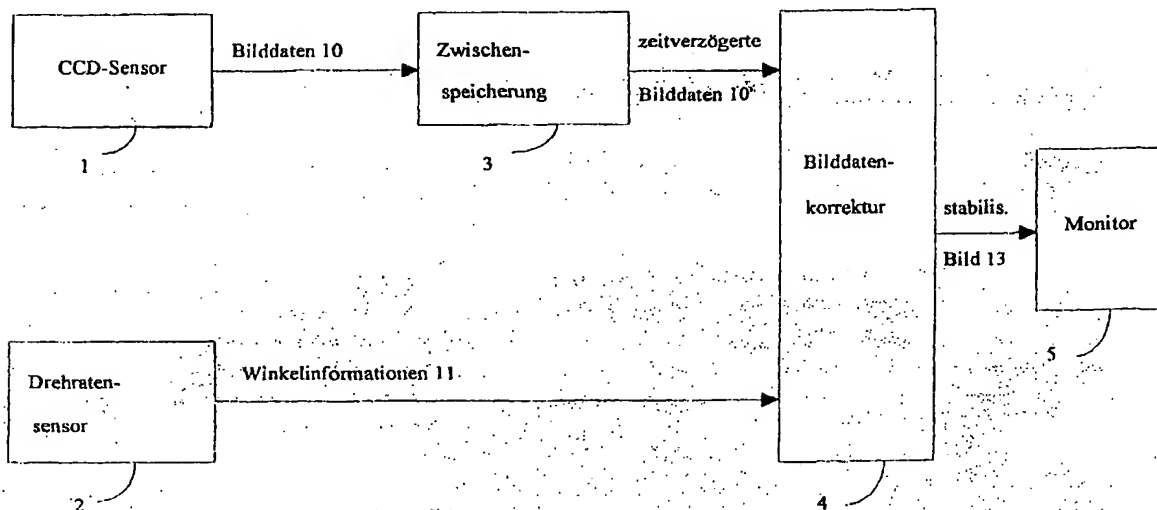 CCD-Sensor
Bilddaten 10
Zwischen-
speicherung
zeitverzögerte
Bilddaten 10'
1
3
Bilddaten-
korrektur
stabilis.
Bild 13
Monitor
5
Drehraten-
sensor
Winkelinformationen 11
2
4